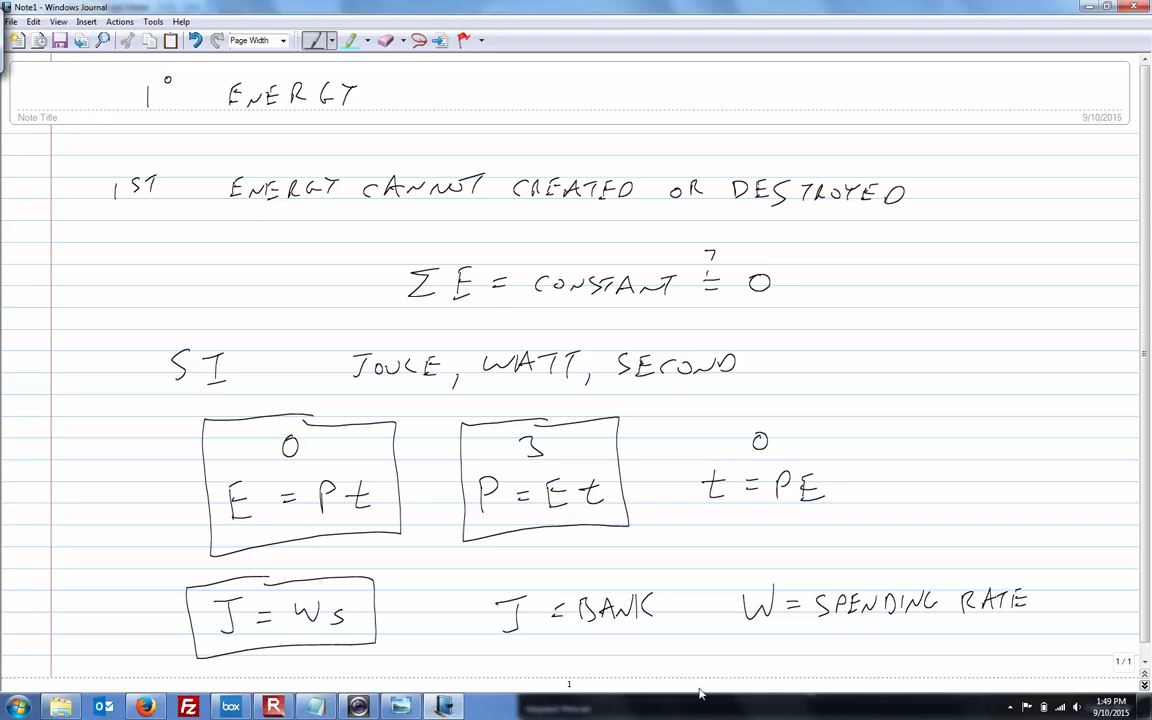 Note1 - Windows Journal
File Edit View Insert Actions Tools Help
Page Width
1° ENERGY
Note Title 9/10/2015
1ST ENERGY CANNOT CREATED OR DESTROYED
Σ E = CONSTANT ≟ 0
SI JOULE, WATT, SECOND
0 3 0
E = Pt P = Et t = PE
J = Ws J = BANK W = SPENDING RATE
1/1
1
box
1:49 PM
9/10/2015